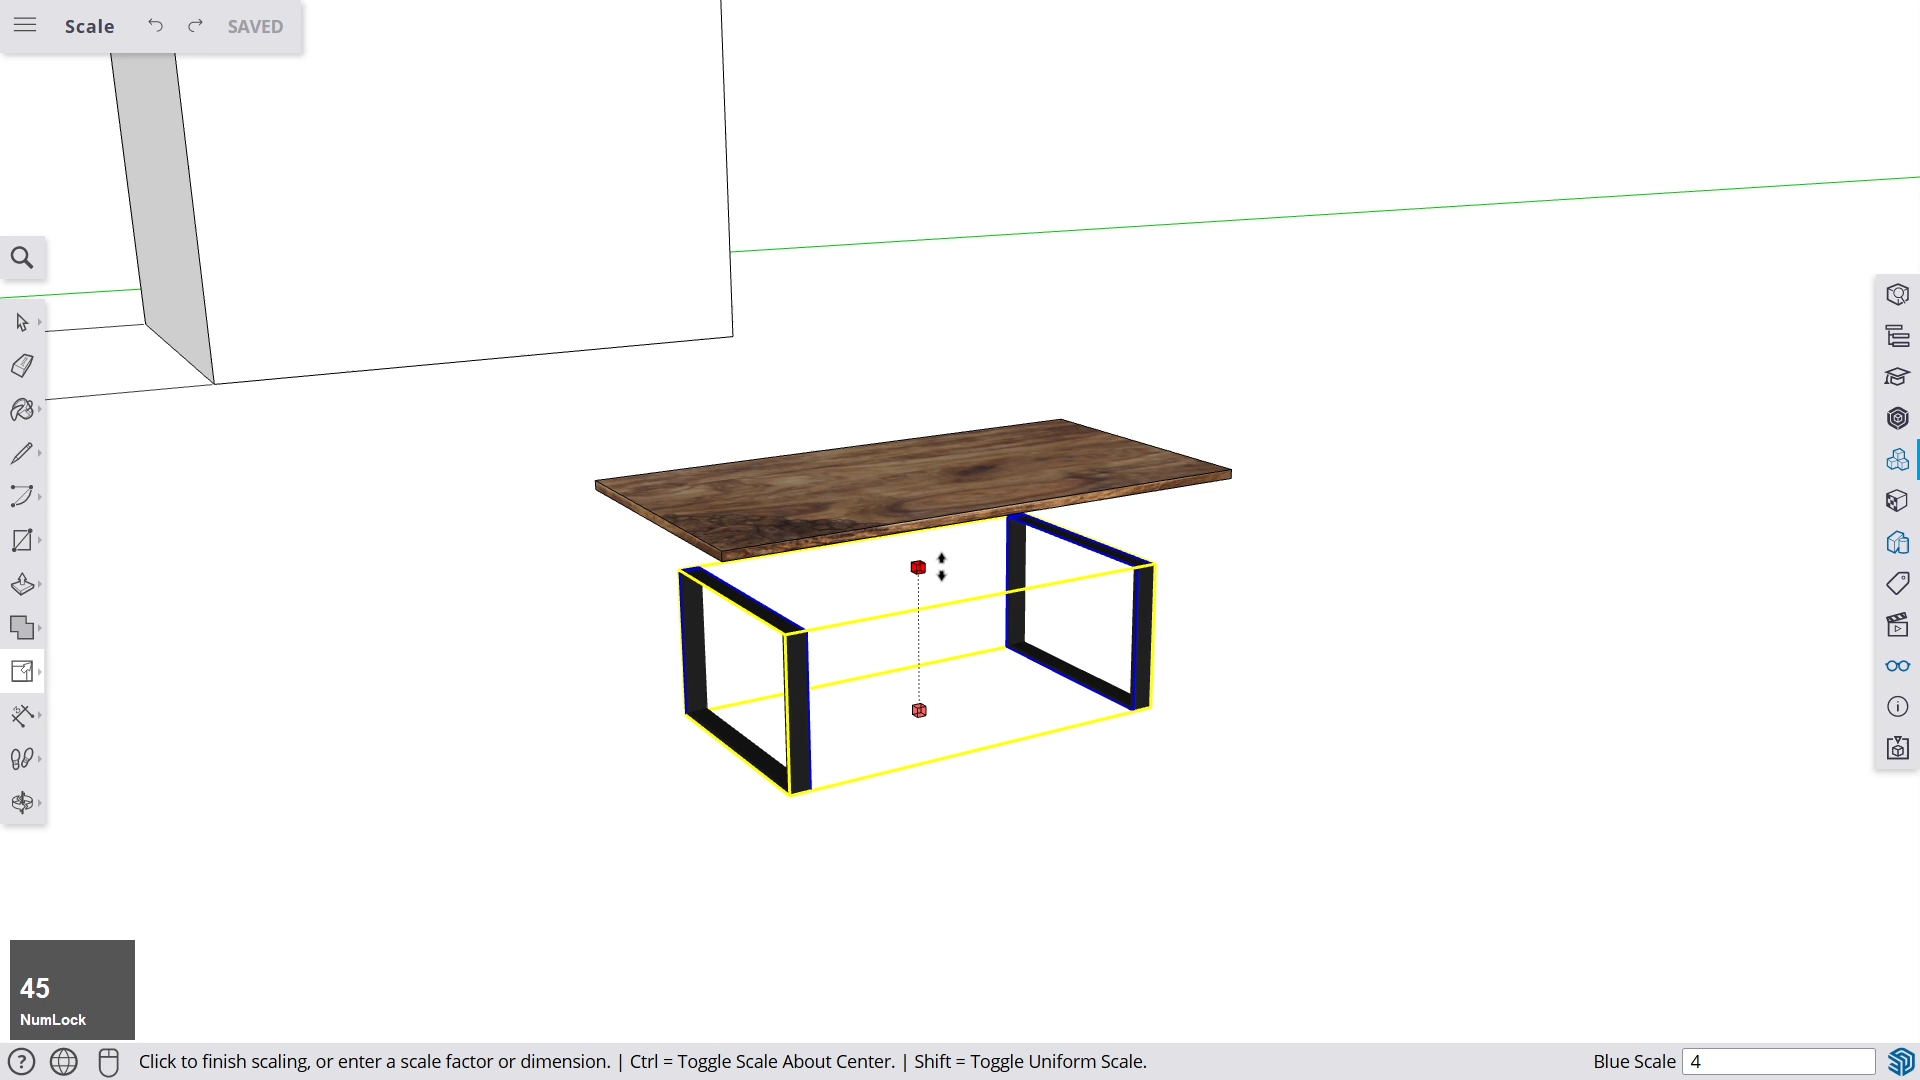 Scale
SAVED
45
NumLock
Click to finish scaling, or enter a scale factor or dimension. | Ctrl = Toggle Scale About Center. | Shift = Toggle Uniform Scale.
Blue Scale 4